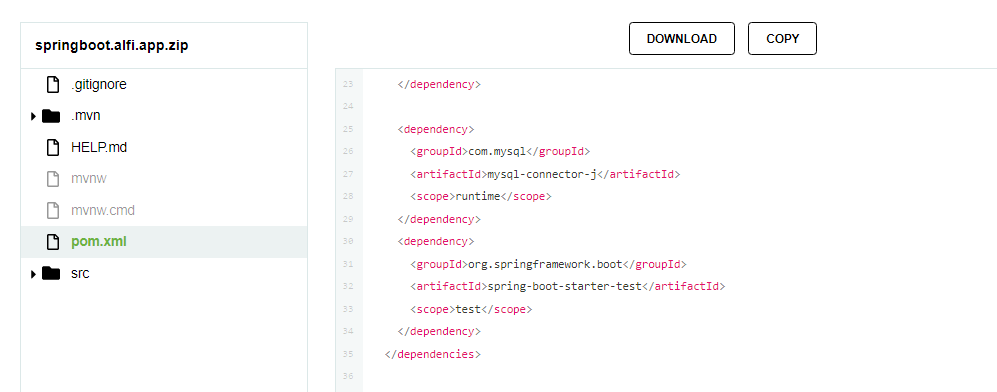 springboot.alfi.app.zip
.gitignore
.mvn
HELP.md
mvnw
mvnw.cmd
pom.xml
src
DOWNLOAD
COPY
23 </dependency>
24
25 <dependency>
26 <groupId>com.mysql</groupId>
27 <artifactId>mysql-connector-j</artifactId>
28 <scope>runtime</scope>
29 </dependency>
30 <dependency>
31 <groupId>org.springframework.boot</groupId>
32 <artifactId>spring-boot-starter-test</artifactId>
33 <scope>test</scope>
34 </dependency>
35 </dependencies>
36